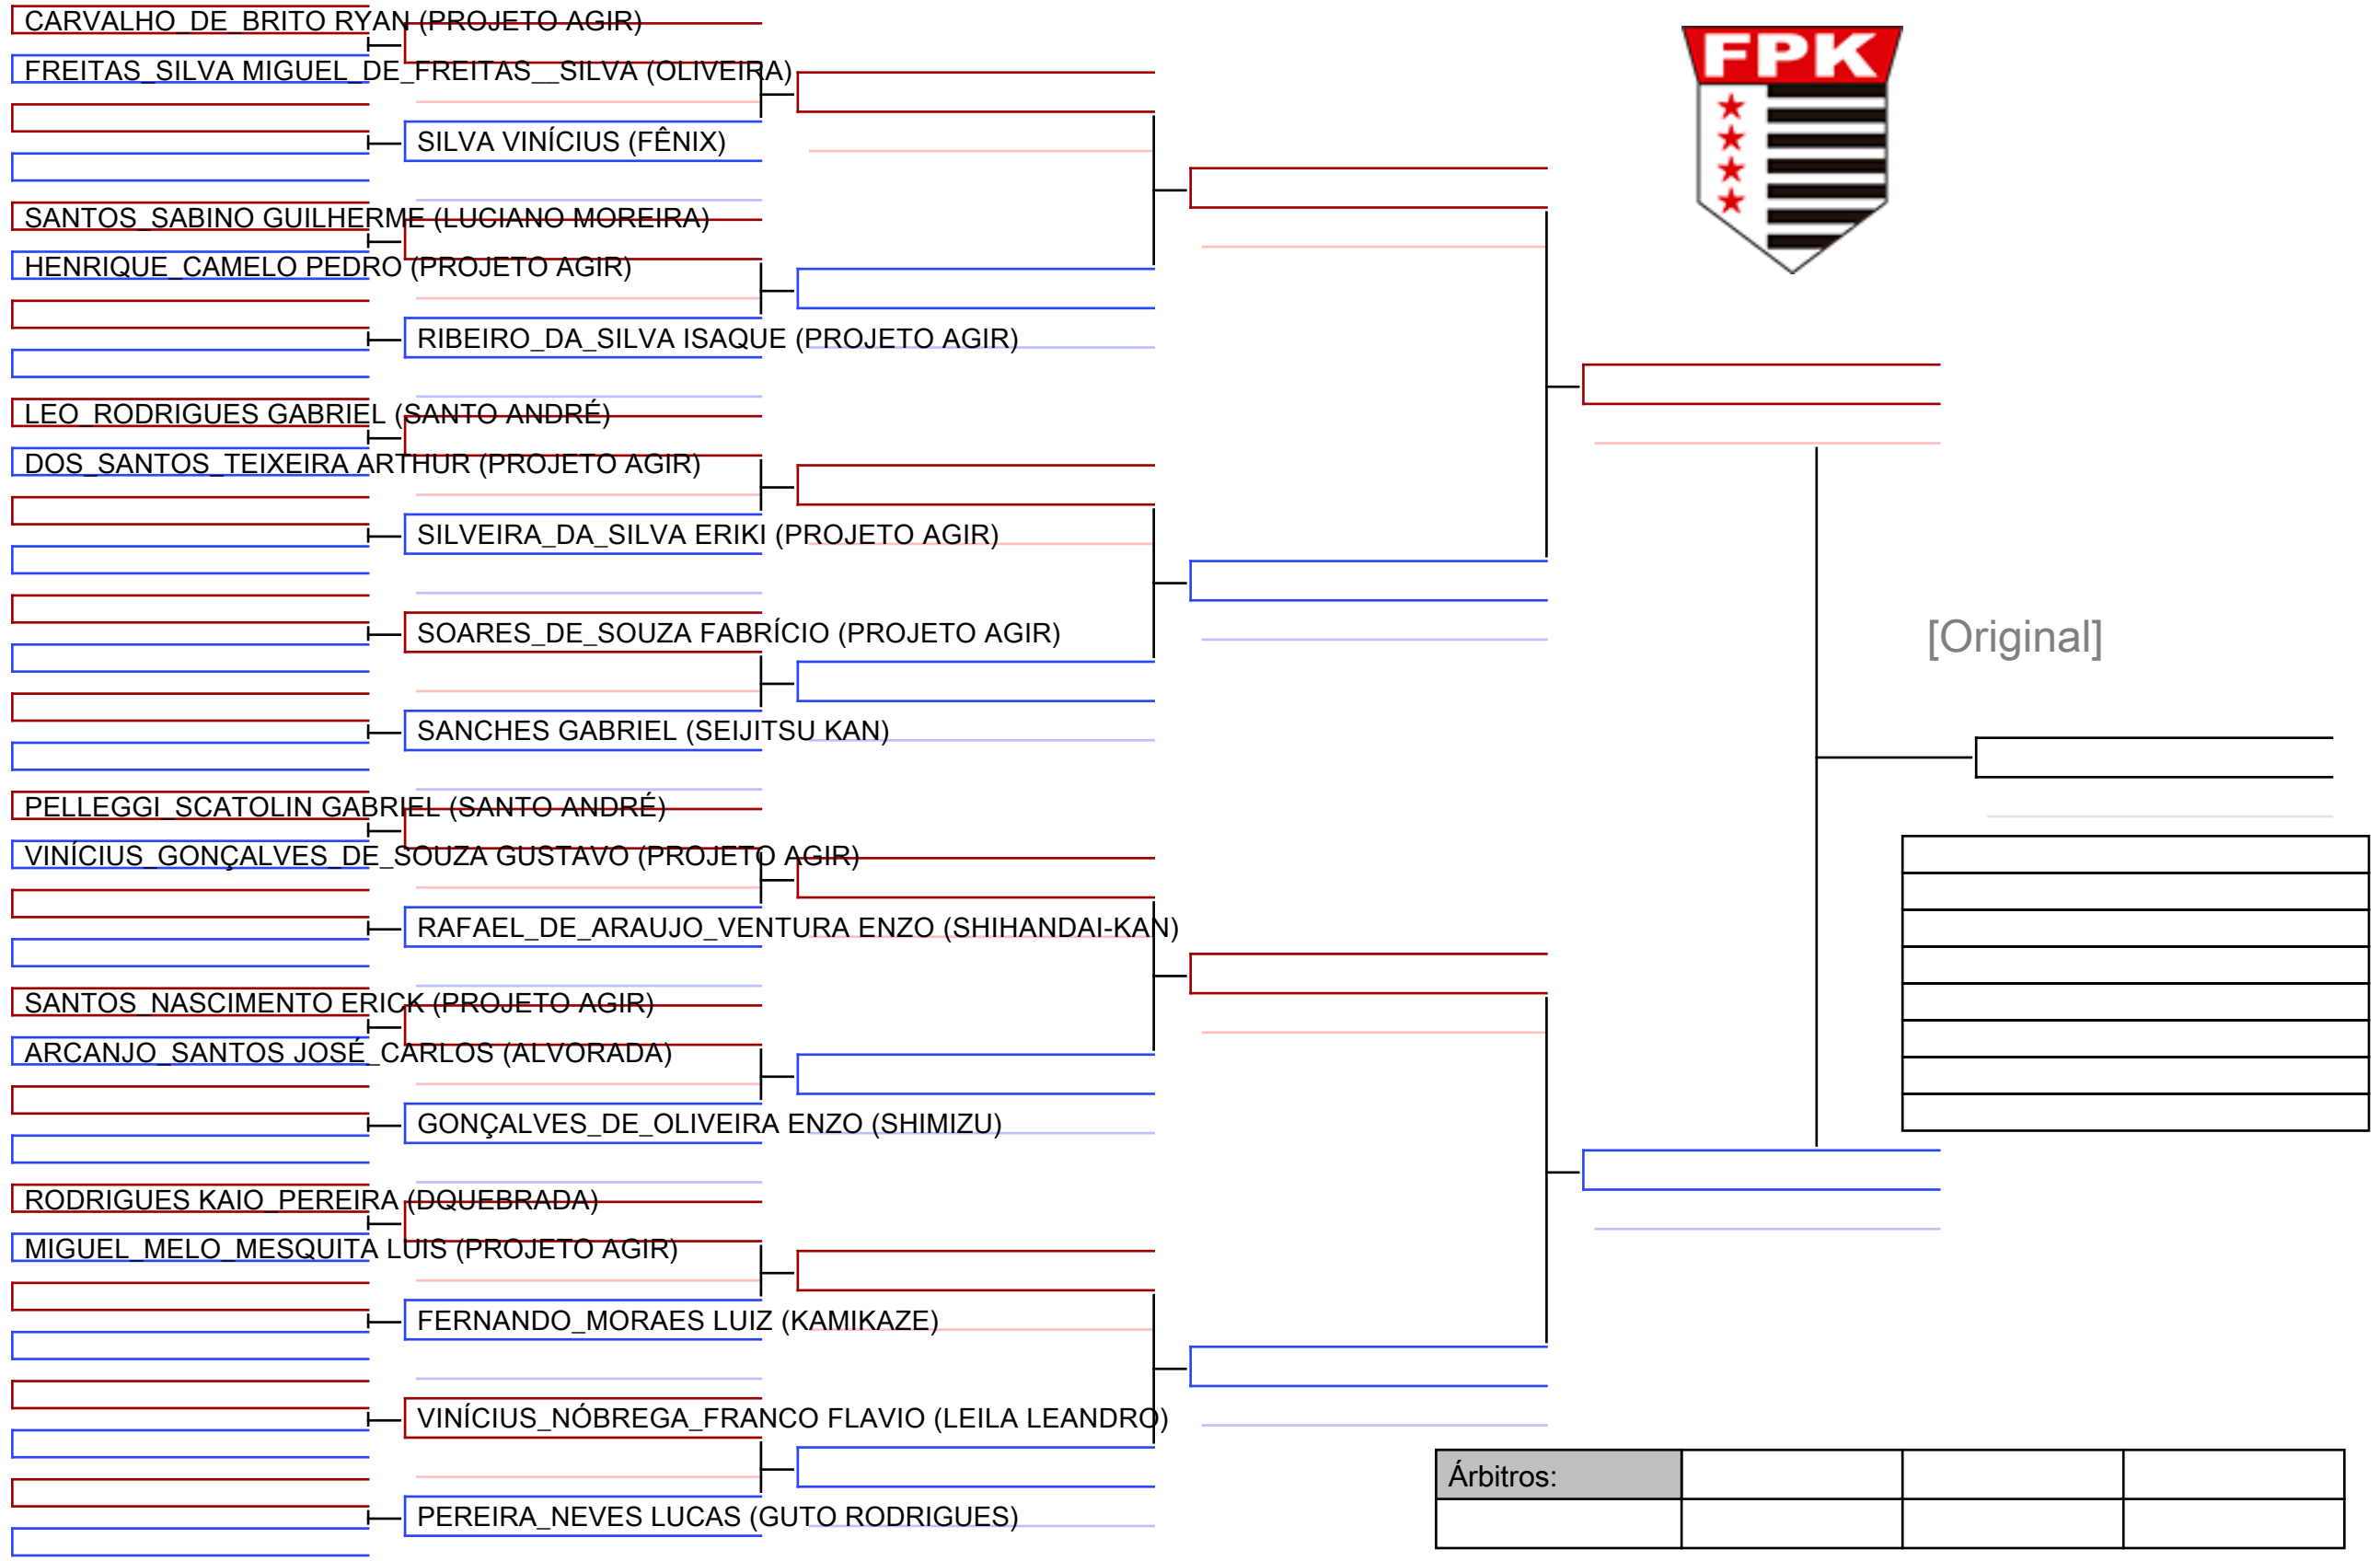 CARVALHO_DE_BRITO RYAN (PROJETO AGIR)
FREITAS_SILVA MIGUEL_DE_FREITAS__SILVA (OLIVEIRA)
SILVA VINÍCIUS (FÊNIX)
SANTOS_SABINO GUILHERME (LUCIANO MOREIRA)
HENRIQUE_CAMELO PEDRO (PROJETO AGIR)
RIBEIRO_DA_SILVA ISAQUE (PROJETO AGIR)
LEO_RODRIGUES GABRIEL (SANTO ANDRÉ)
DOS_SANTOS_TEIXEIRA ARTHUR (PROJETO AGIR)
SILVEIRA_DA_SILVA ERIKI (PROJETO AGIR)
SOARES_DE_SOUZA FABRÍCIO (PROJETO AGIR)
SANCHES GABRIEL (SEIJITSU KAN)
PELLEGGI_SCATOLIN GABRIEL (SANTO ANDRÉ)
VINÍCIUS_GONÇALVES_DE_SOUZA GUSTAVO (PROJETO AGIR)
RAFAEL_DE_ARAUJO_VENTURA ENZO (SHIHANDAI-KAN)
SANTOS_NASCIMENTO ERICK (PROJETO AGIR)
ARCANJO_SANTOS JOSÉ_CARLOS (ALVORADA)
GONÇALVES_DE_OLIVEIRA ENZO (SHIMIZU)
RODRIGUES KAIO_PEREIRA (DQUEBRADA)
MIGUEL_MELO_MESQUITA LUIS (PROJETO AGIR)
FERNANDO_MORAES LUIZ (KAMIKAZE)
VINÍCIUS_NÓBREGA_FRANCO FLAVIO (LEILA LEANDRO)
PEREIRA_NEVES LUCAS (GUTO RODRIGUES)
FPK
[Original]
Árbitros: